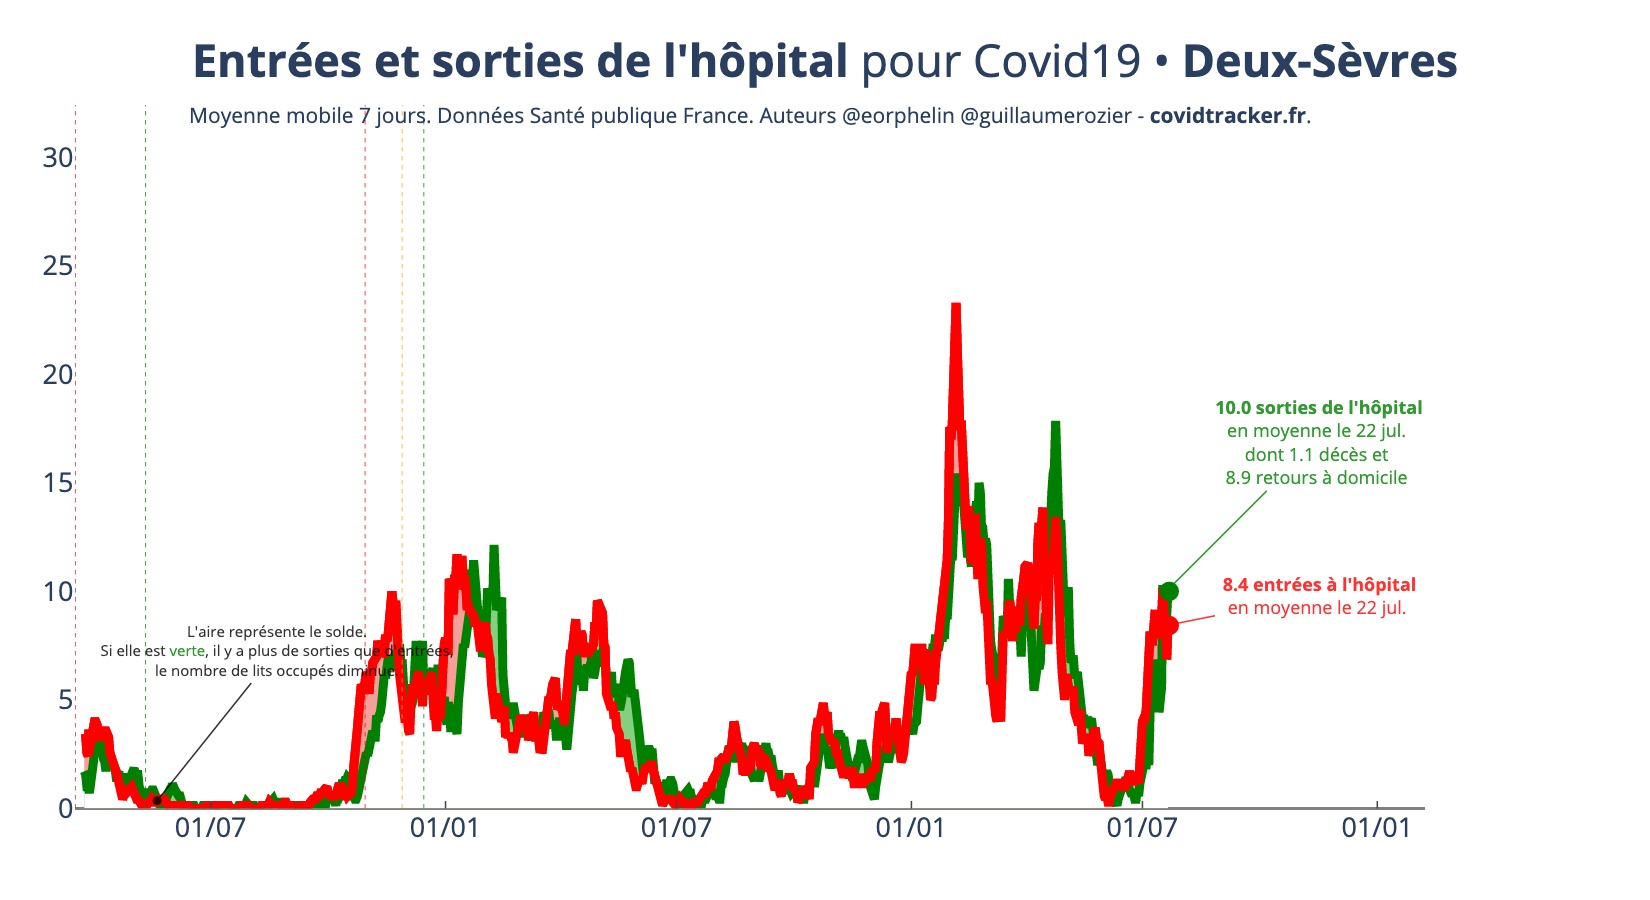 Entrées et sorties de l'hôpital pour Covid19 • Deux-Sèvres
Moyenne mobile 7 jours. Données Santé publique France. Auteurs @eorphelin @guillaumerozier - covidtracker.fr.
30
25
20
15
10
5
0
10.0 sorties de l'hôpital
en moyenne le 22 jul.
dont 1.1 décès et
8.9 retours à domicile
8.4 entrées à l'hôpital
en moyenne le 22 jul.
L'aire représente le solde.
Si elle est verte, il y a plus de sorties que d'entrées,
le nombre de lits occupés diminue.
01/07
01/01
01/07
01/01
01/07
01/01